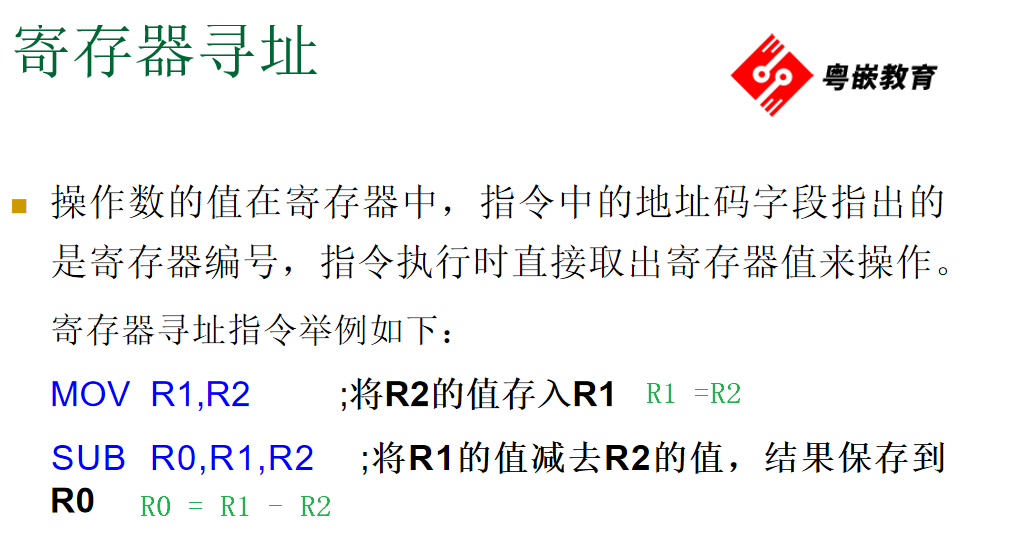 寄存器寻址
粤嵌教育
操作数的值在寄存器中，指令中的地址码字段指出的
是寄存器编号，指令执行时直接取出寄存器值来操作。
寄存器寻址指令举例如下：
MOV R1,R2 ;将R2的值存入R1 R1 =R2
SUB R0,R1,R2 ;将R1的值减去R2的值，结果保存到
R0 R0 = R1 - R2